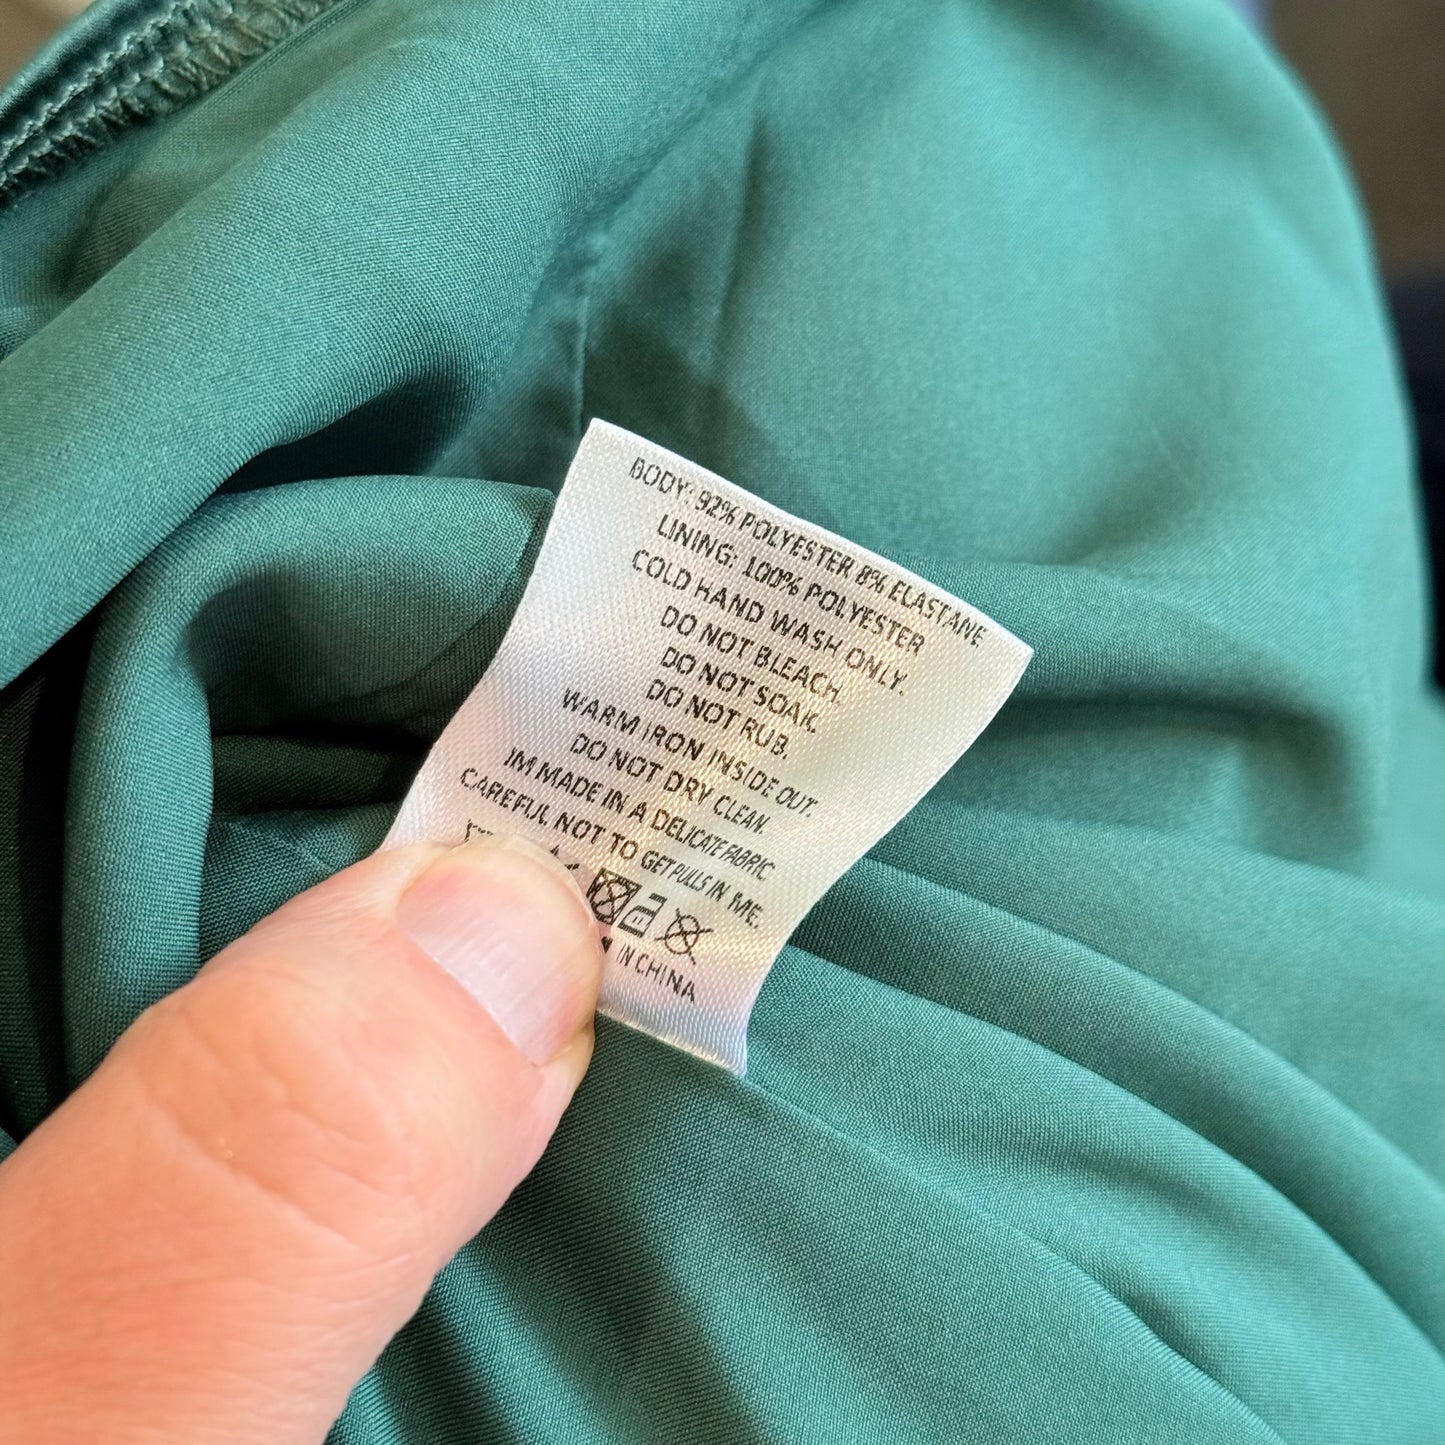 BODY: 92% POLYESTER 8% ELASTANE
LINING: 100% POLYESTER
COLD HAND WASH ONLY.
DO NOT BLEACH.
DO NOT SOAK.
DO NOT RUB.
WARM IRON INSIDE OUT.
DO NOT DRY CLEAN.
IM MADE IN A DELICATE FABRIC
CAREFUL NOT TO GET PULLS IN ME.
IN CHINA